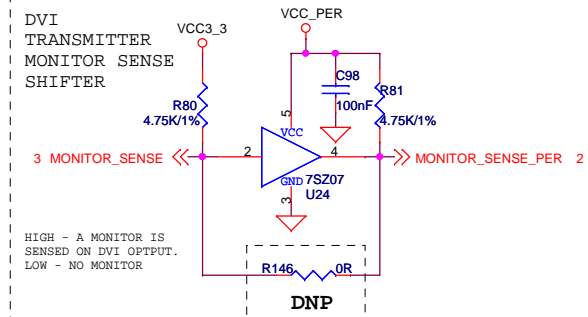 DVI
TRANSMITTER
MONITOR SENSE
SHIFTER
VCC3_3
VCC_PER
R80
4.75K/1%
C98
100nF
R81
4.75K/1%
5
VCC
3 MONITOR_SENSE
2
4
MONITOR_SENSE_PER 2
GND
7SZ07
U24
3
HIGH - A MONITOR IS
SENSED ON DVI OPTPUT.
LOW - NO MONITOR
R146
0R
DNP